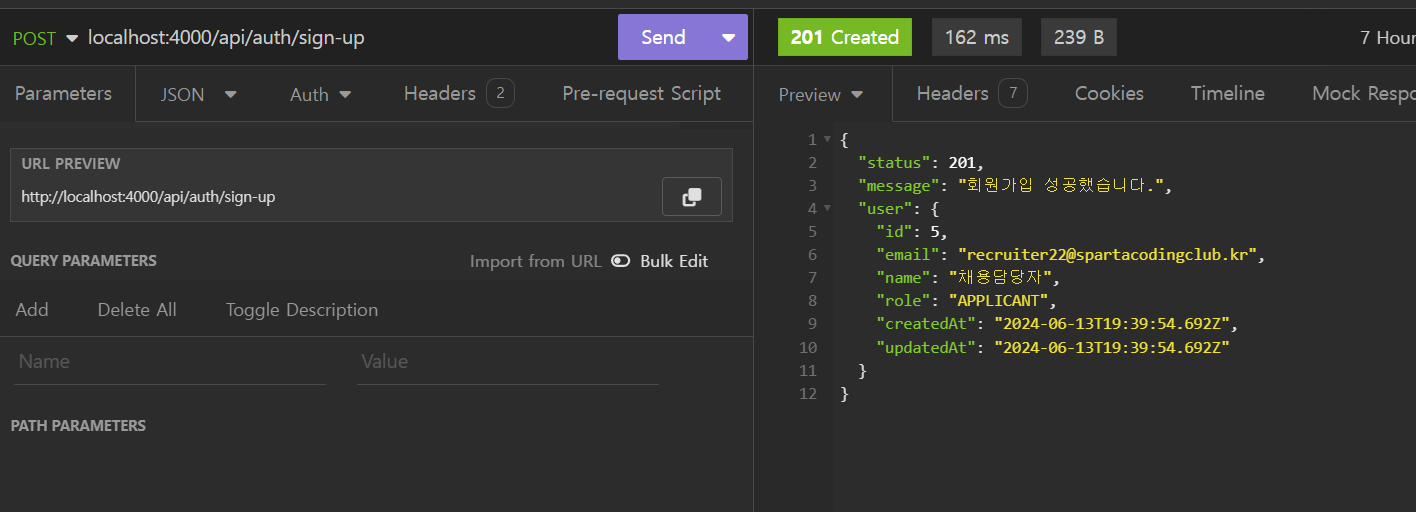 POST localhost:4000/api/auth/sign-up Send
Parameters JSON Auth Headers 2 Pre-request Script
URL PREVIEW
http://localhost:4000/api/auth/sign-up
QUERY PARAMETERS Import from URL Bulk Edit
Add Delete All Toggle Description
Name Value
PATH PARAMETERS
201 Created 162 ms 239 B 7 Hour
Preview Headers 7 Cookies Timeline Mock Respo
1 {
2 "status": 201,
3 "message": "회원가입 성공했습니다.",
4 "user": {
5 "id": 5,
6 "email": "recruiter22@spartacodingclub.kr",
7 "name": "채용담당자",
8 "role": "APPLICANT",
9 "createdAt": "2024-06-13T19:39:54.692Z",
10 "updatedAt": "2024-06-13T19:39:54.692Z"
11 }
12 }